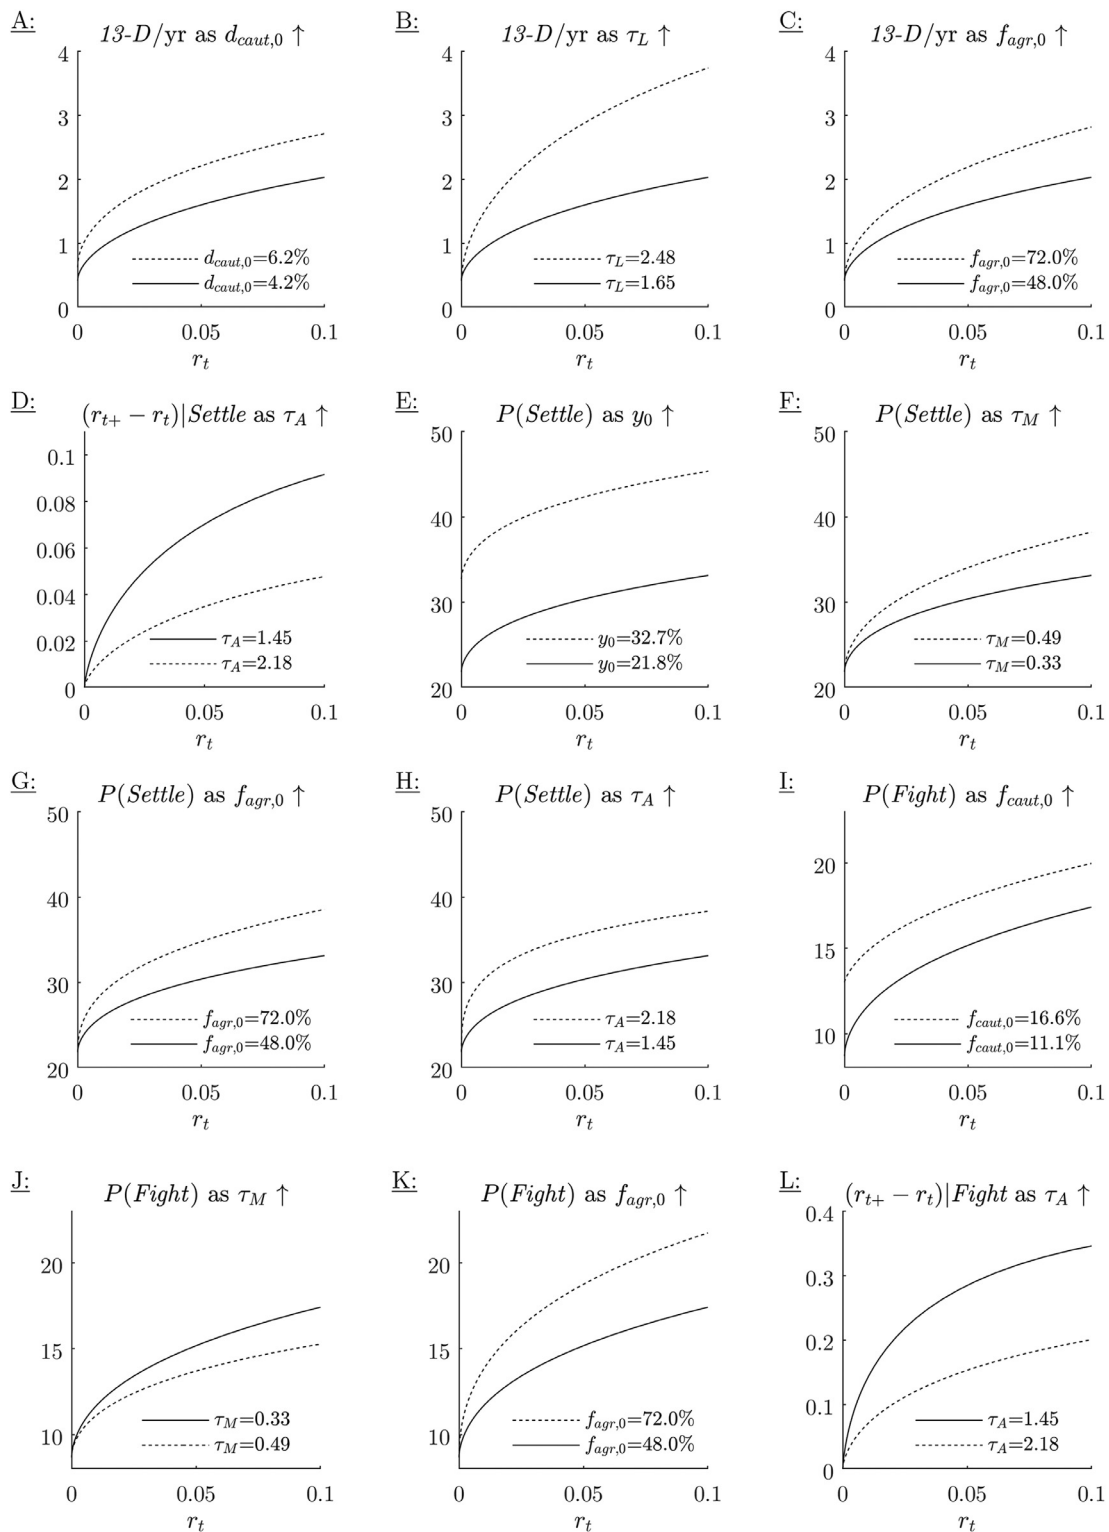 A: 13-D/yr as d_caut,0 ↑
4
3
2
1
0
d_caut,0=6.2%
d_caut,0=4.2%
0 0.05 0.1
r_t
B: 13-D/yr as τ_L ↑
4
3
2
1
0
τ_L=2.48
τ_L=1.65
0 0.05 0.1
r_t
C: 13-D/yr as f_agr,0 ↑
4
3
2
1
0
f_agr,0=72.0%
f_agr,0=48.0%
0 0.05 0.1
r_t
D: (r_t+ − r_t)|Settle as τ_A ↑
0.1
0.08
0.06
0.04
0.02
0
τ_A=1.45
τ_A=2.18
0 0.05 0.1
r_t
E: P(Settle) as y_0 ↑
50
40
30
20
y_0=32.7%
y_0=21.8%
0 0.05 0.1
r_t
F: P(Settle) as τ_M ↑
50
40
30
20
τ_M=0.49
τ_M=0.33
0 0.05 0.1
r_t
G: P(Settle) as f_agr,0 ↑
50
40
30
20
f_agr,0=72.0%
f_agr,0=48.0%
0 0.05 0.1
r_t
H: P(Settle) as τ_A ↑
50
40
30
20
τ_A=2.18
τ_A=1.45
0 0.05 0.1
r_t
I: P(Fight) as f_caut,0 ↑
20
15
10
f_caut,0=16.6%
f_caut,0=11.1%
0 0.05 0.1
r_t
J: P(Fight) as τ_M ↑
20
15
10
τ_M=0.33
τ_M=0.49
0 0.05 0.1
r_t
K: P(Fight) as f_agr,0 ↑
20
15
10
f_agr,0=72.0%
f_agr,0=48.0%
0 0.05 0.1
r_t
L: (r_t+ − r_t)|Fight as τ_A ↑
0.4
0.3
0.2
0.1
0
τ_A=1.45
τ_A=2.18
0 0.05 0.1
r_t